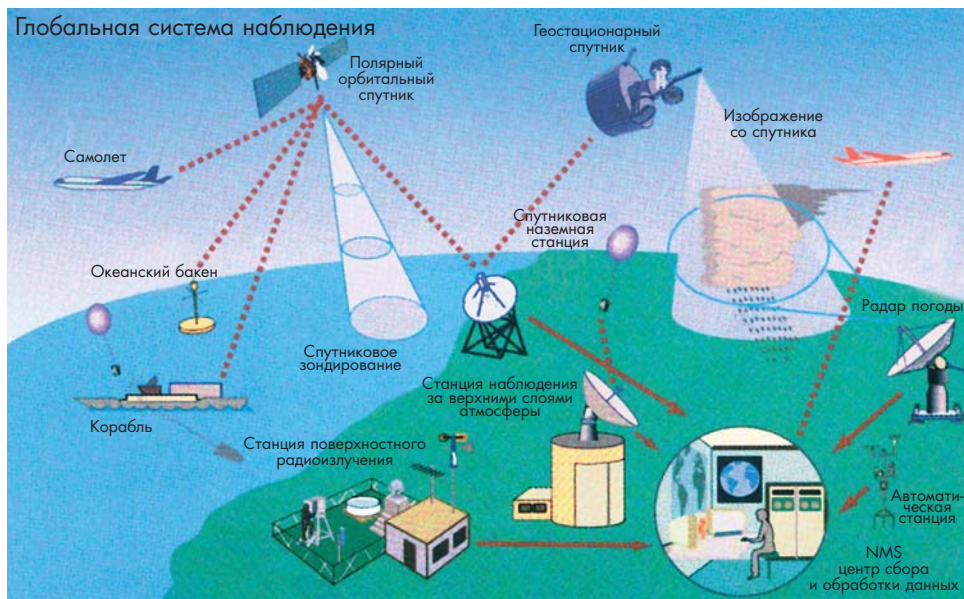 Глобальная система наблюдения
Геостационарный
спутник
Полярный
орбитальный
спутник
Изображение
со спутника
Самолет
Спутниковая
наземная
станция
Океанский бакен
Радар погоды
Спутниковое
зондирование
Станция наблюдения
за верхними слоями
атмосферы
Корабль
Станция поверхностного
радиоизлучения
Автомати-
ческая
станция
NMS
центр сбора
и обработки данных